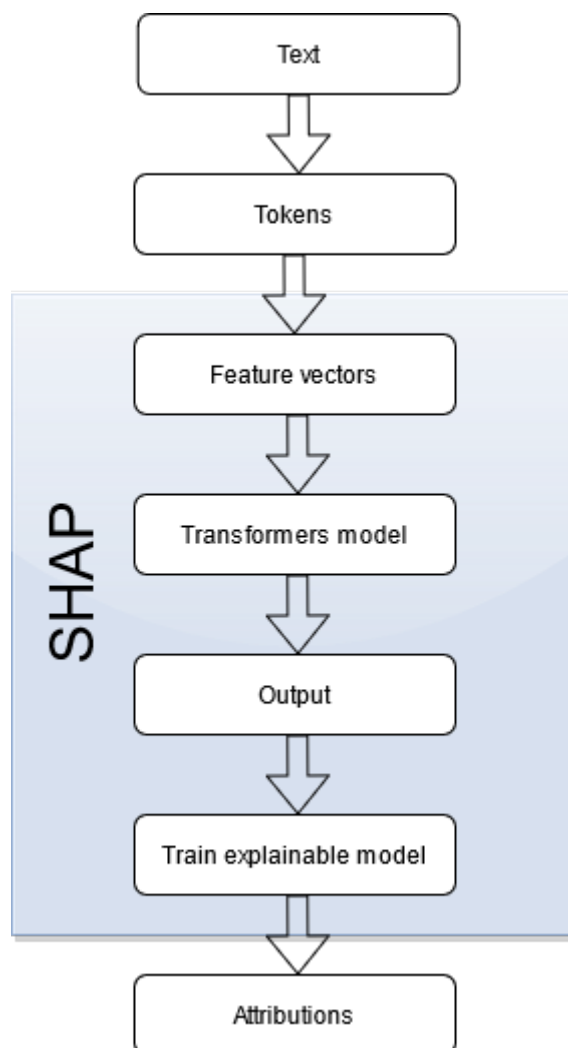 Text
Tokens
Feature vectors
Transformers model
SHAP
Output
Train explainable model
Attributions